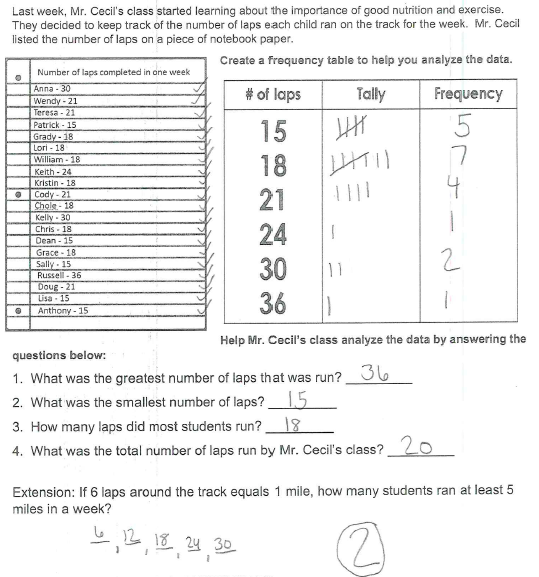 Last week, Mr. Cecil's class started learning about the importance of good nutrition and exercise.
They decided to keep track of the number of laps each child ran on the track for the week. Mr. Cecil
listed the number of laps on a piece of notebook paper.
Number of laps completed in one week
Anna - 30
Wendy - 21
Teresa - 21
Patrick - 15
Grady - 18
Lori - 18
William - 18
Keith - 24
Kristin - 18
Cody - 21
Chole - 18
Kelly - 30
Chris - 18
Dean - 15
Grace - 18
Sally - 15
Russell - 36
Doug - 21
Lisa - 15
Anthony - 15
Create a frequency table to help you analyze the data.
# of laps Tally Frequency
15 5
18 7
21 4
24 1
30 2
36 1
Help Mr. Cecil's class analyze the data by answering the
questions below:
1. What was the greatest number of laps that was run? 36
2. What was the smallest number of laps? 15
3. How many laps did most students run? 18
4. What was the total number of laps run by Mr. Cecil's class? 20
Extension: If 6 laps around the track equals 1 mile, how many students ran at least 5
miles in a week?
6, 12, 18, 24, 30
2